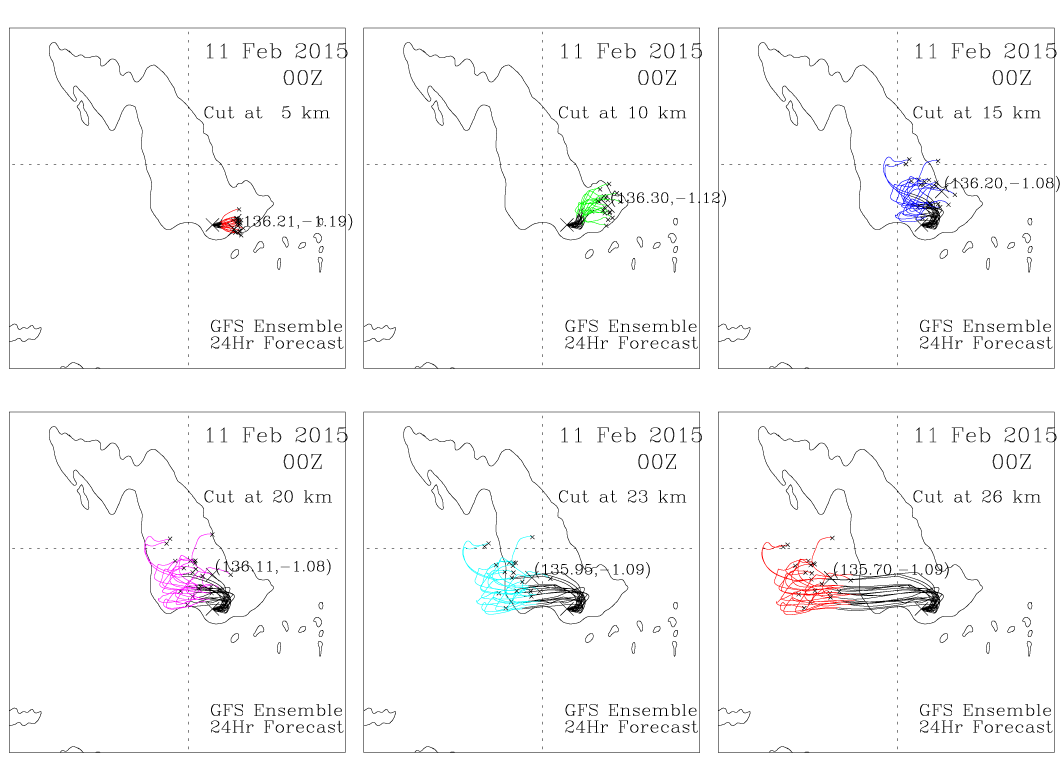 11 Feb 2015
00Z
Cut at 5 km
(136.21,−1.19)
GFS Ensemble
24Hr Forecast
11 Feb 2015
00Z
Cut at 10 km
(136.30,−1.12)
GFS Ensemble
24Hr Forecast
11 Feb 2015
00Z
Cut at 15 km
(136.20,−1.08)
GFS Ensemble
24Hr Forecast
11 Feb 2015
00Z
Cut at 20 km
(136.11,−1.08)
GFS Ensemble
24Hr Forecast
11 Feb 2015
00Z
Cut at 23 km
(135.95,−1.09)
GFS Ensemble
24Hr Forecast
11 Feb 2015
00Z
Cut at 26 km
(135.70,−1.09)
GFS Ensemble
24Hr Forecast